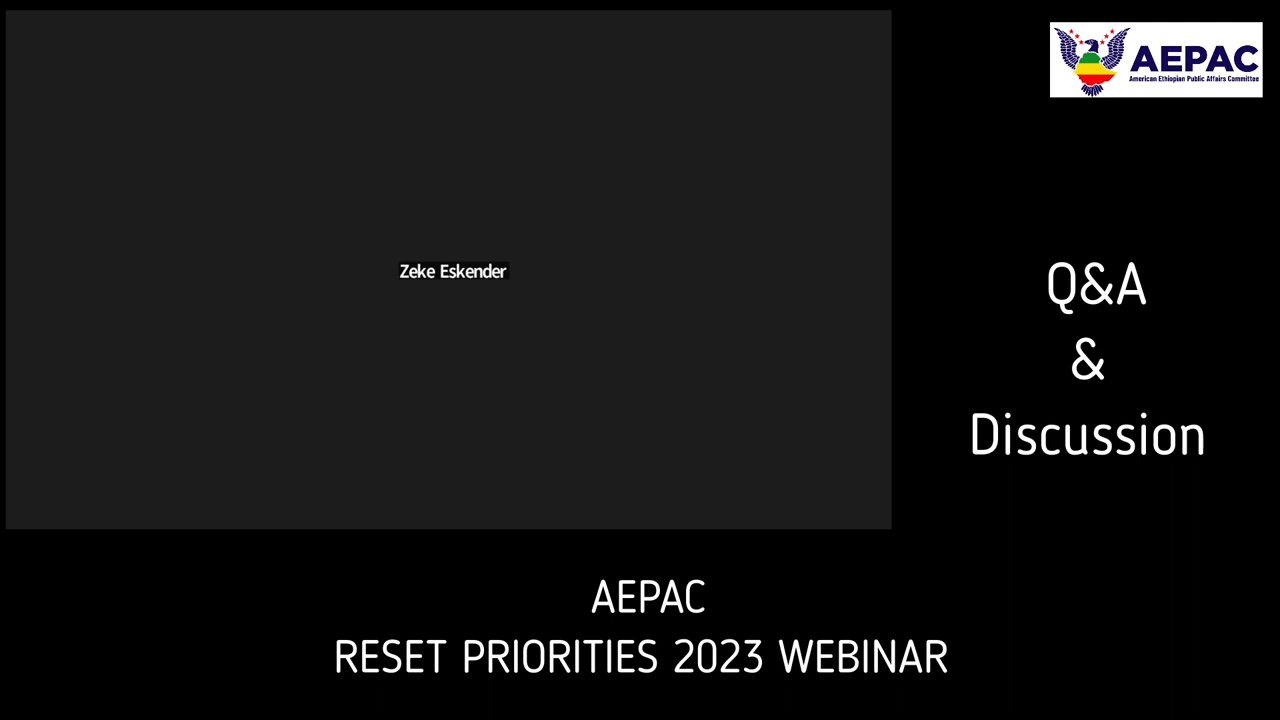 AEPAC
American Ethiopian Public Affairs Committee
Zeke Eskender
Q&A
&
Discussion
AEPAC
RESET PRIORITIES 2023 WEBINAR